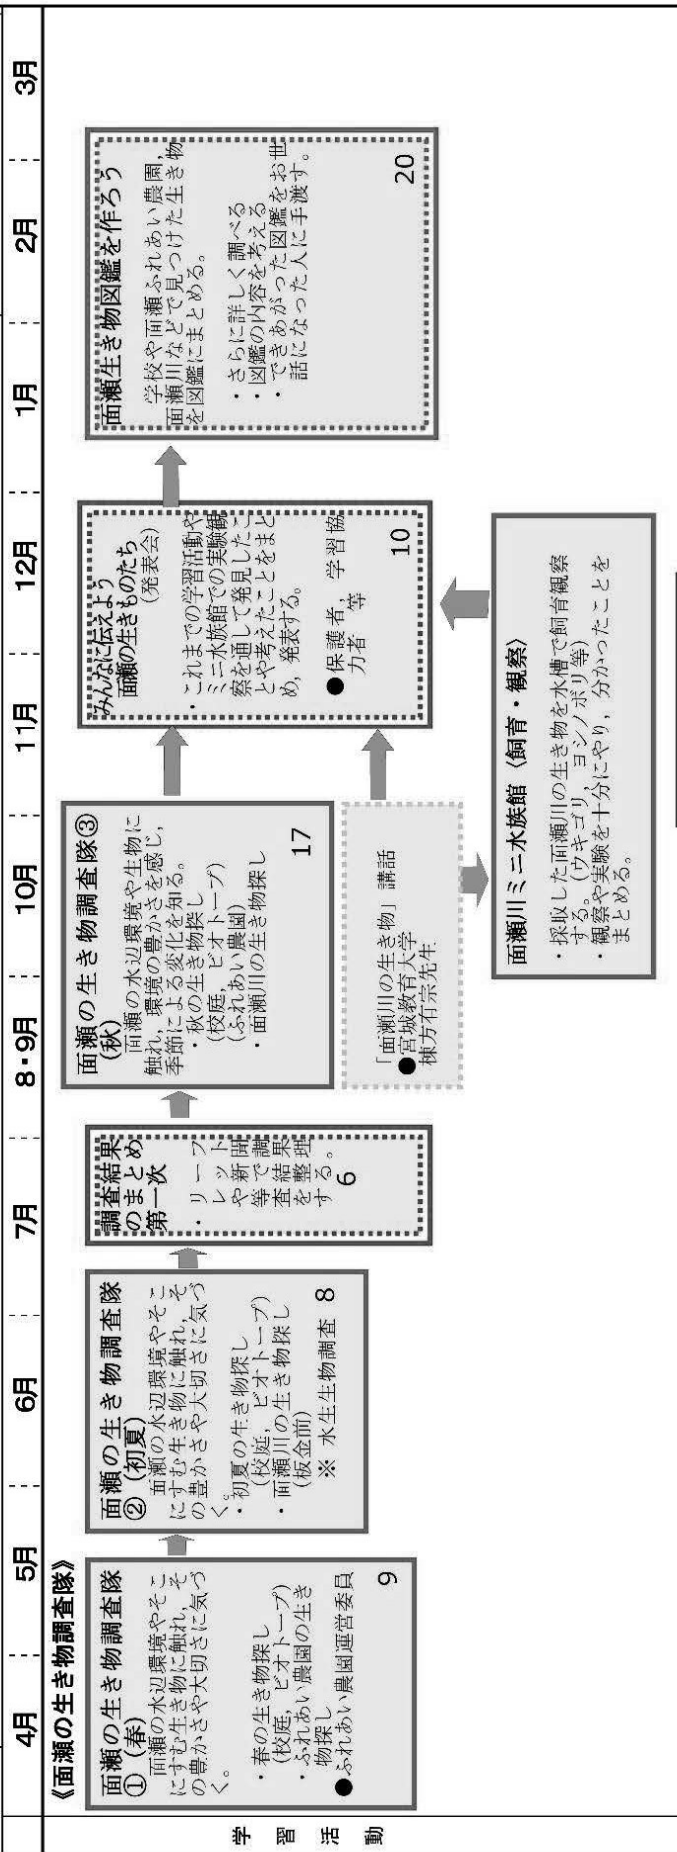 4月
5月
6月
7月
8・9月
10月
11月
12月
1月
2月
3月
学習活動
《面瀬の生き物調査隊》
面瀬の生き物調査隊
①（春）
面瀬の水辺環境やそこ
にすむ生き物に触れ，そ
の豊かさや大切さに気づ
く。
・春の生き物探し
（校庭，ビオトープ）
・ふれあい農園の生き
物探し
●ふれあい農園運営委員
9
面瀬の生き物調査隊
②（初夏）
面瀬の水辺環境やそこ
にすむ生き物に触れ，そ
の豊かさや大切さに気づ
く。
・初夏の生き物探し
（校庭，ビオトープ）
・面瀬川の生き物探し
（板金前）
※ 水生生物調査
8
調査結果
のまとめ
第一次
・リーフ
レット
や新聞
等で調
査結果
を整理
する。
6
面瀬の生き物調査隊③
（秋）
面瀬の水辺環境や生物に
触れ，環境の豊かさを感じ，
季節による変化を知る。
・秋の生き物探し
（校庭，ビオトープ）
（ふれあい農園）
・面瀬川の生き物探し
17
「面瀬川の生き物」講話
●宮城教育大学
棟方有宗先生
面瀬川ミニ水族館〈飼育・観察〉
・採取した面瀬川の生き物を水槽で飼育観察
する。（ウキゴリ，ヨシノボリ等）
・観察や実験を十分にやり，分かったことを
まとめる。
みんなに伝えよう
面瀬の生きものたち
（発表会）
・これまでの学習活動や
ミニ水族館での実験観
察を通して発見したこ
とや考えたことをまと
め，発表する。
●保護者，学習協
力者 等
10
面瀬生き物図鑑を作ろう
学校や面瀬ふれあい農園，
面瀬川などで見つけた生き物
を図鑑にまとめる。
・さらに詳しく調べる
・図鑑の内容を考える
・できあがった図鑑をお世
話になった人に手渡す。
20